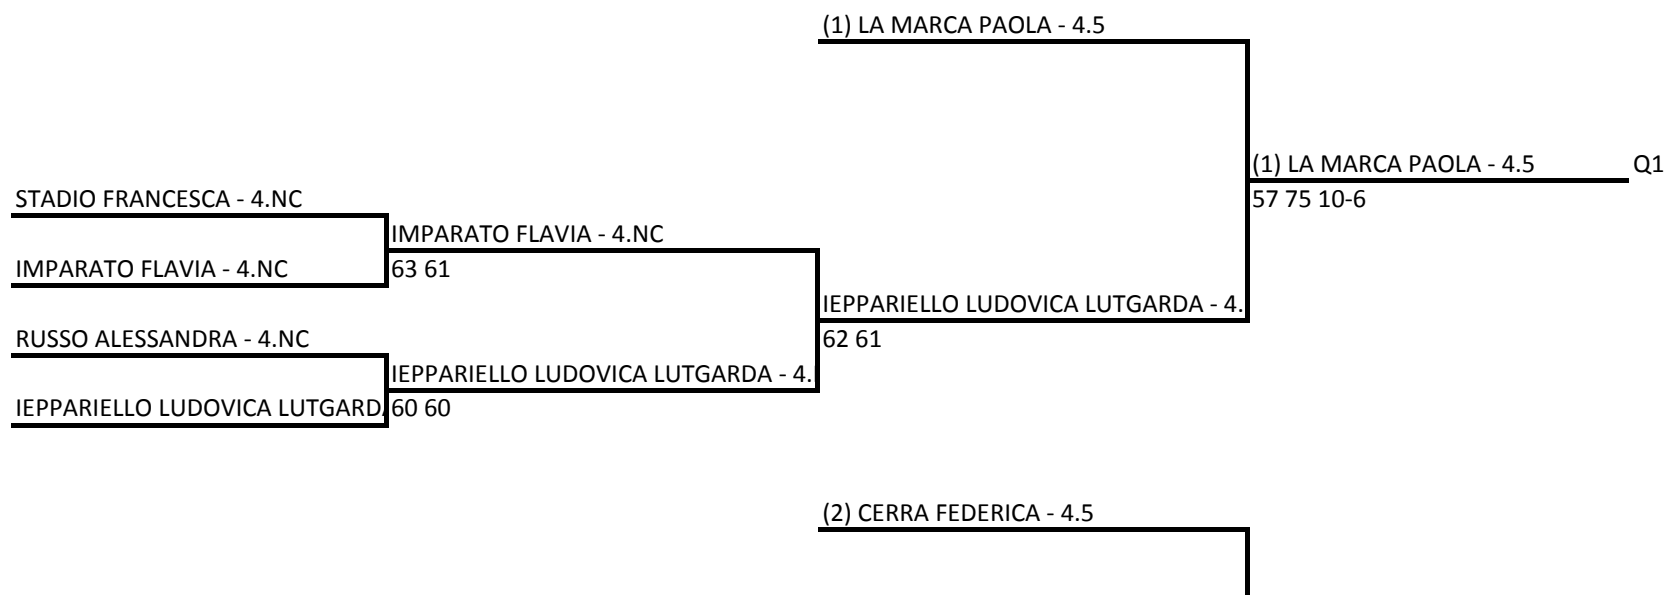 (1) LA MARCA PAOLA - 4.5
(1) LA MARCA PAOLA - 4.5 Q1
STADIO FRANCESCA - 4.NC
57 75 10-6
IMPARATO FLAVIA - 4.NC
IMPARATO FLAVIA - 4.NC
63 61
IEPPARIELLO LUDOVICA LUTGARDA - 4.
RUSSO ALESSANDRA - 4.NC
62 61
IEPPARIELLO LUDOVICA LUTGARDA - 4.
IEPPARIELLO LUDOVICA LUTGARDA
60 60
(2) CERRA FEDERICA - 4.5